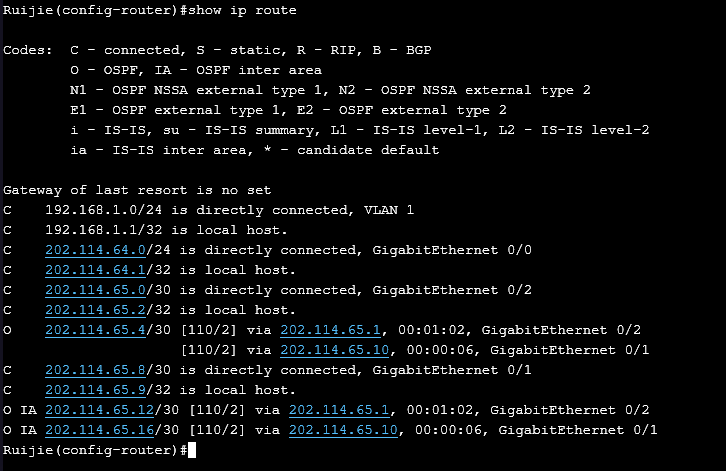 Ruijie(config-router)#show ip route
Codes:  C - connected, S - static, R - RIP, B - BGP
        O - OSPF, IA - OSPF inter area
        N1 - OSPF NSSA external type 1, N2 - OSPF NSSA external type 2
        E1 - OSPF external type 1, E2 - OSPF external type 2
        i - IS-IS, su - IS-IS summary, L1 - IS-IS level-1, L2 - IS-IS level-2
        ia - IS-IS inter area, * - candidate default
Gateway of last resort is no set
C    192.168.1.0/24 is directly connected, VLAN 1
C    192.168.1.1/32 is local host.
C    202.114.64.0/24 is directly connected, GigabitEthernet 0/0
C    202.114.64.1/32 is local host.
C    202.114.65.0/30 is directly connected, GigabitEthernet 0/2
C    202.114.65.2/32 is local host.
O    202.114.65.4/30 [110/2] via 202.114.65.1, 00:01:02, GigabitEthernet 0/2
                     [110/2] via 202.114.65.10, 00:00:06, GigabitEthernet 0/1
C    202.114.65.8/30 is directly connected, GigabitEthernet 0/1
C    202.114.65.9/32 is local host.
O IA 202.114.65.12/30 [110/2] via 202.114.65.1, 00:01:02, GigabitEthernet 0/2
O IA 202.114.65.16/30 [110/2] via 202.114.65.10, 00:00:06, GigabitEthernet 0/1
Ruijie(config-router)#